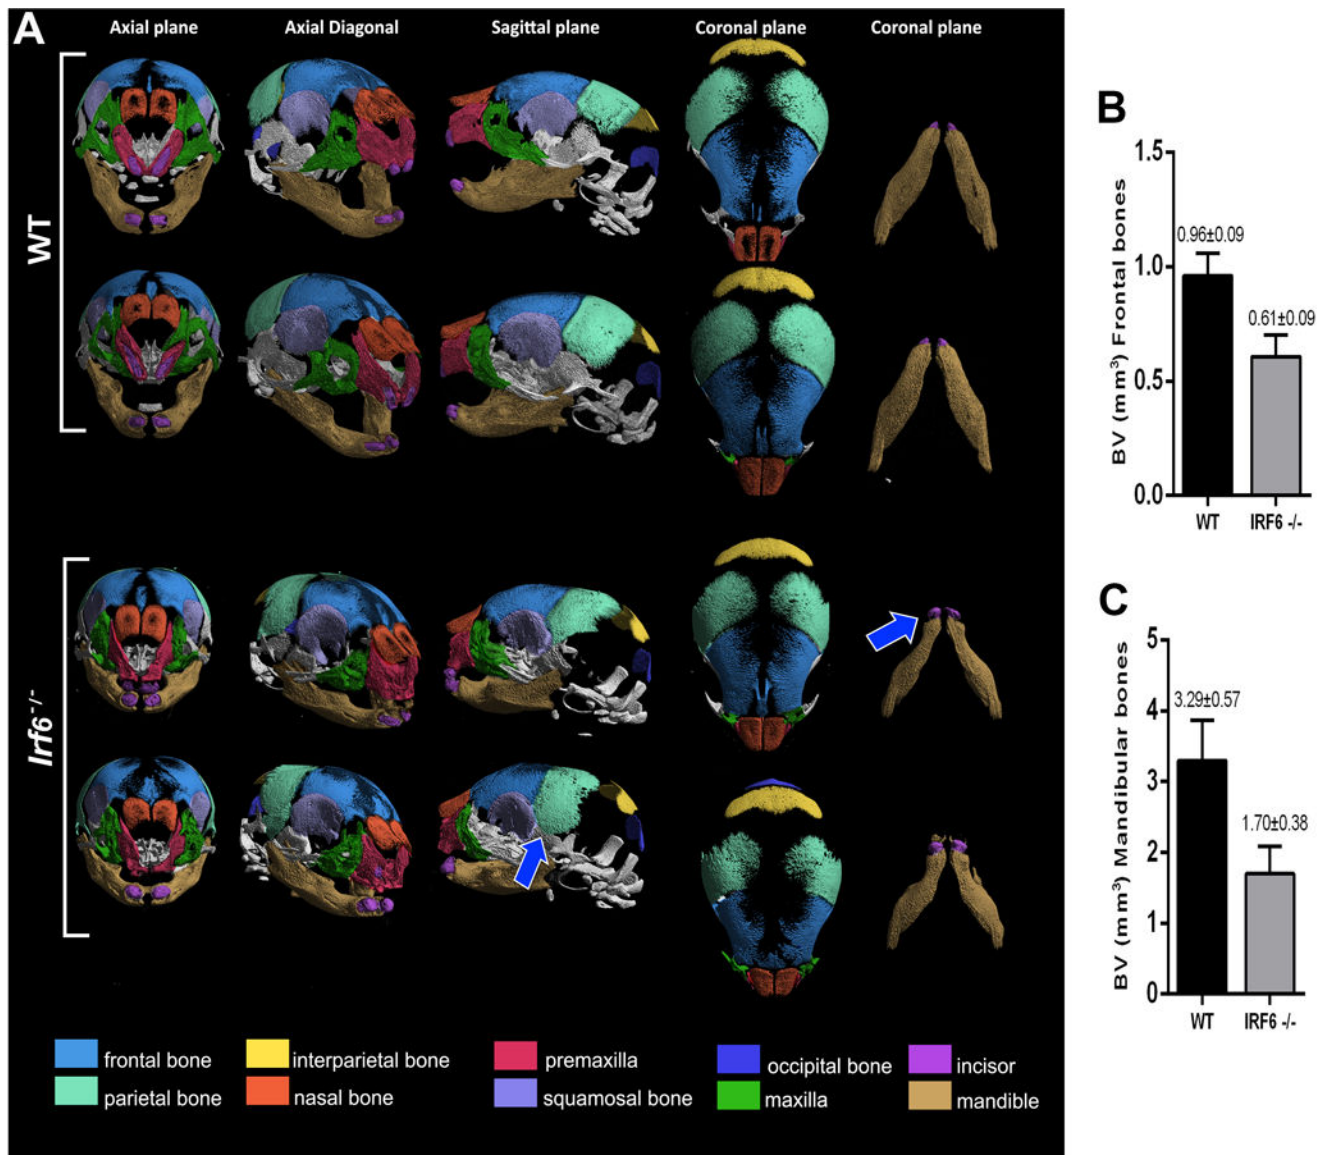 A
Axial plane
Axial Diagonal
Sagittal plane
Coronal plane
Coronal plane
WT
Irf6-/-
frontal bone
interparietal bone
premaxilla
occipital bone
incisor
parietal bone
nasal bone
squamosal bone
maxilla
mandible
B
BV (mm³) Frontal bones
1.5
1.0
0.5
0.0
0.96±0.09
0.61±0.09
WT
IRF6 -/-
C
BV (mm³) Mandibular bones
5
4
3
2
1
0
3.29±0.57
1.70±0.38
WT
IRF6 -/-